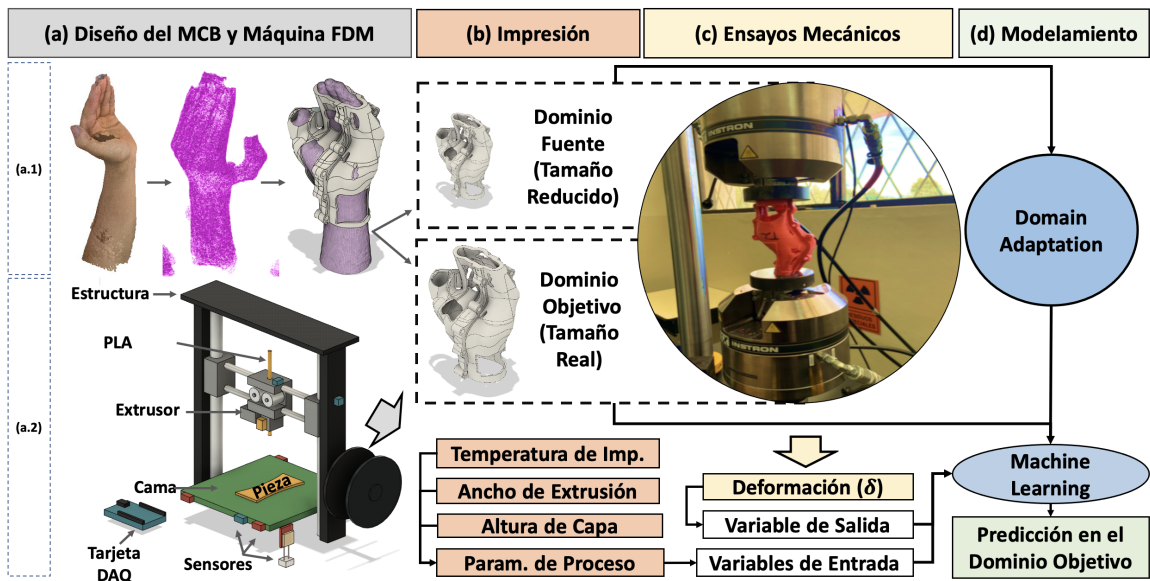 (a) Diseño del MCB y Máquina FDM
(b) Impresión
(c) Ensayos Mecánicos
(d) Modelamiento
(a.1)
Dominio
Fuente
(Tamaño
Reducido)
Dominio
Objetivo
(Tamaño
Real)
INSTRON
INSTRON
Domain
Adaptation
(a.2)
Estructura
PLA
Extrusor
Cama
Pieza
Tarjeta
DAQ
Sensores
Temperatura de Imp.
Ancho de Extrusión
Altura de Capa
Param. de Proceso
Deformación (δ)
Variable de Salida
Variables de Entrada
Machine
Learning
Predicción en el
Dominio Objetivo